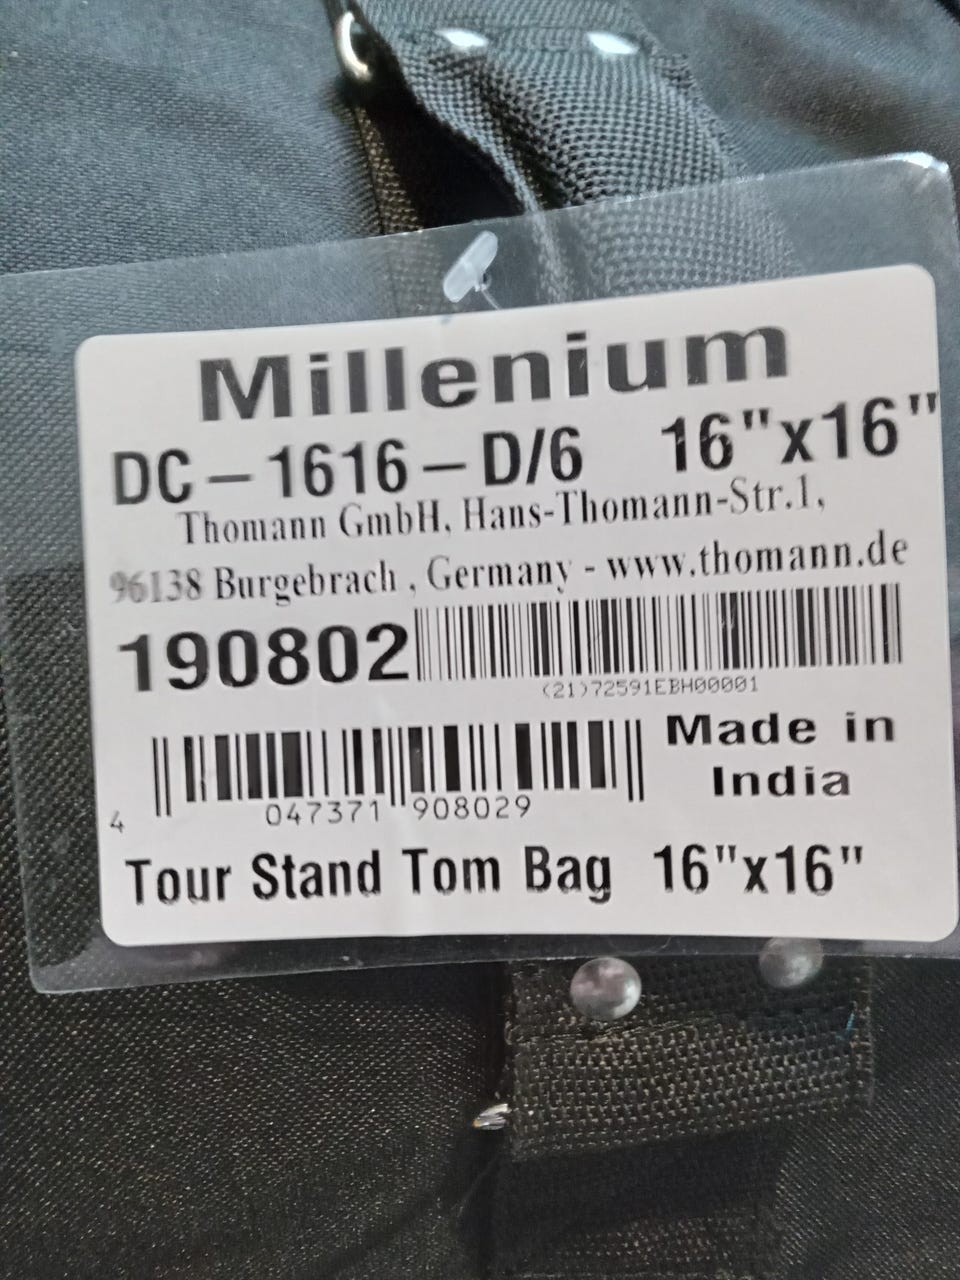 Millenium
DC – 1616 – D/6 16"x16"
Thomann GmbH, Hans-Thomann-Str.1,
96138 Burgebrach , Germany - www.thomann.de
190802
(21)72591EBH00001
Made in
India
4 047371 908029
Tour Stand Tom Bag 16"x16"